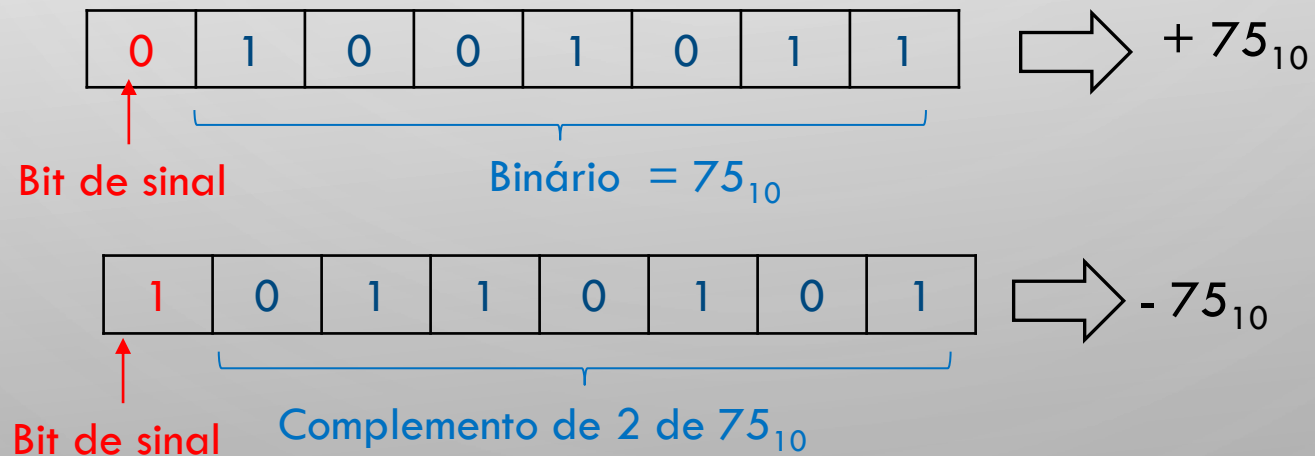 0 1 0 0 1 0 1 1 + 75₁₀
Bit de sinal Binário = 75₁₀
1 0 1 1 0 1 0 1 - 75₁₀
Bit de sinal Complemento de 2 de 75₁₀